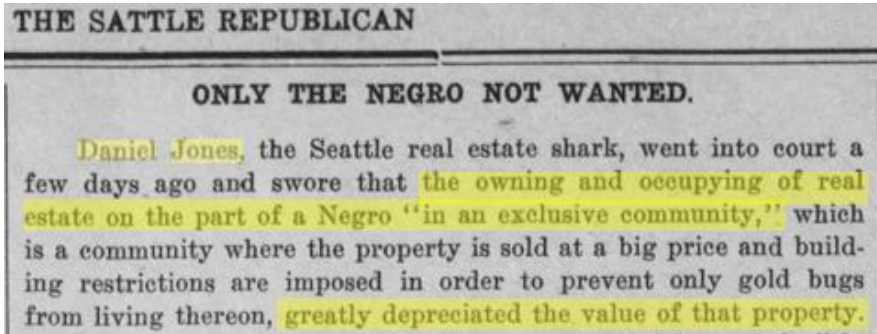 THE SATTLE REPUBLICAN
ONLY THE NEGRO NOT WANTED.
Daniel Jones, the Seattle real estate shark, went into court a
few days ago and swore that the owning and occupying of real
estate on the part of a Negro "in an exclusive community," which
is a community where the property is sold at a big price and build-
ing restrictions are imposed in order to prevent only gold bugs
from living thereon, greatly depreciated the value of that property.